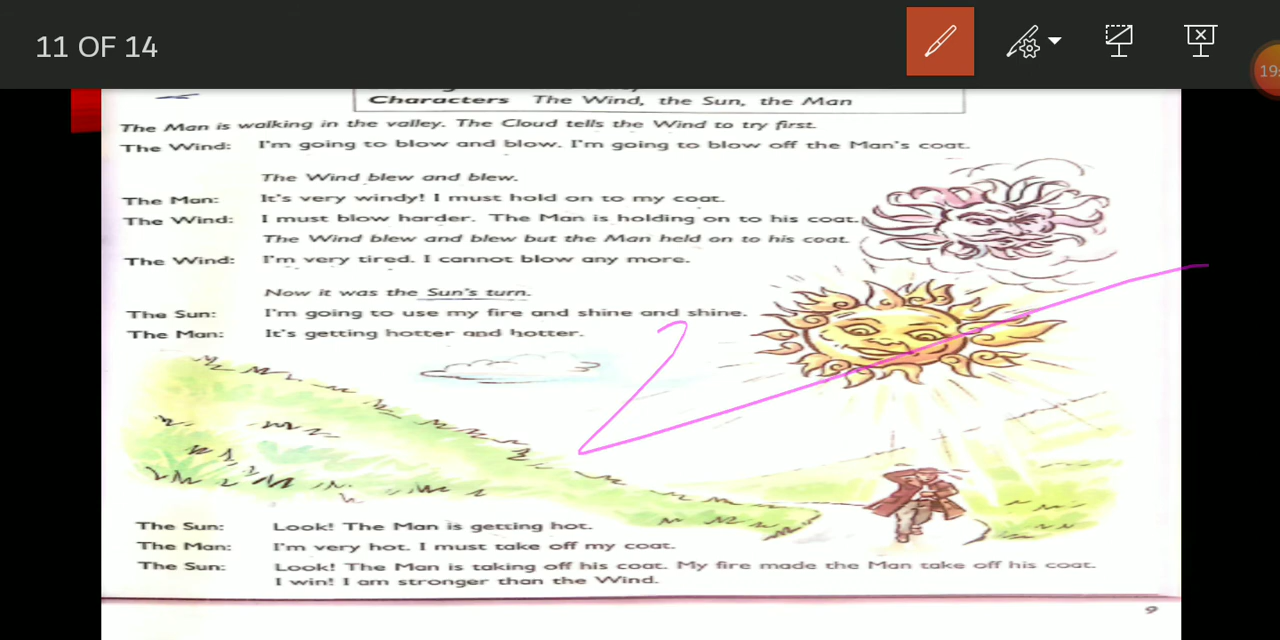 11 OF 14
19
Characters The Wind, the Sun, the Man
The Man is walking in the valley. The Cloud tells the Wind to try first.
The Wind: I'm going to blow and blow. I'm going to blow off the Man's coat.
The Wind blew and blew.
The Man: It's very windy! I must hold on to my coat.
The Wind: I must blow harder. The Man is holding on to his coat.
The Wind blew and blew but the Man held on to his coat.
The Wind: I'm very tired. I cannot blow any more.
Now it was the Sun's turn.
The Sun: I'm going to use my fire and shine and shine.
The Man: It's getting hotter and hotter.
The Sun: Look! The Man is getting hot.
The Man: I'm very hot. I must take off my coat.
The Sun: Look! The Man is taking off his coat. My fire made the Man take off his coat.
I win! I am stronger than the Wind.
9